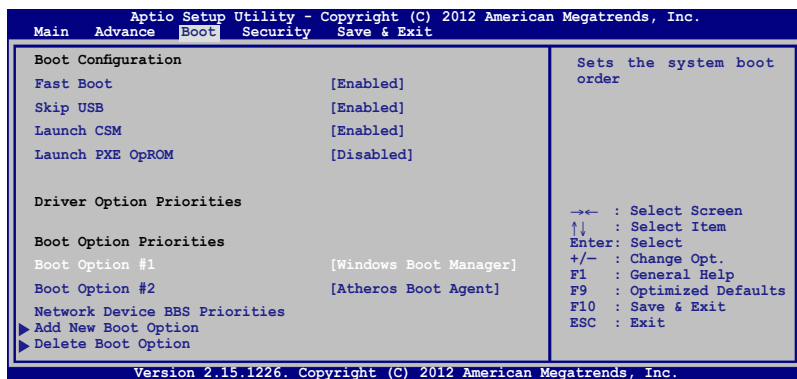 Aptio Setup Utility - Copyright (C) 2012 American Megatrends, Inc.
Main Advance Boot Security Save & Exit
Boot Configuration
Fast Boot [Enabled]
Skip USB [Enabled]
Launch CSM [Enabled]
Launch PXE OpROM [Disabled]
Driver Option Priorities
Boot Option Priorities
Boot Option #1 [Windows Boot Manager]
Boot Option #2 [Atheros Boot Agent]
Network Device BBS Priorities
Add New Boot Option
Delete Boot Option
Sets the system boot
order
→← : Select Screen
↑↓ : Select Item
Enter: Select
+/— : Change Opt.
F1 : General Help
F9 : Optimized Defaults
F10 : Save & Exit
ESC : Exit
Version 2.15.1226. Copyright (C) 2012 American Megatrends, Inc.